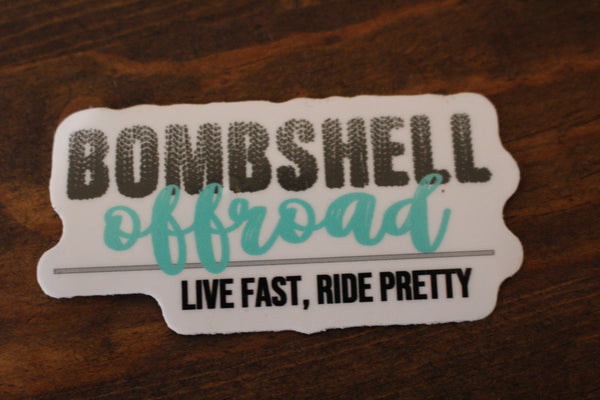 BOMBSHELL
offroad
LIVE FAST, RIDE PRETTY